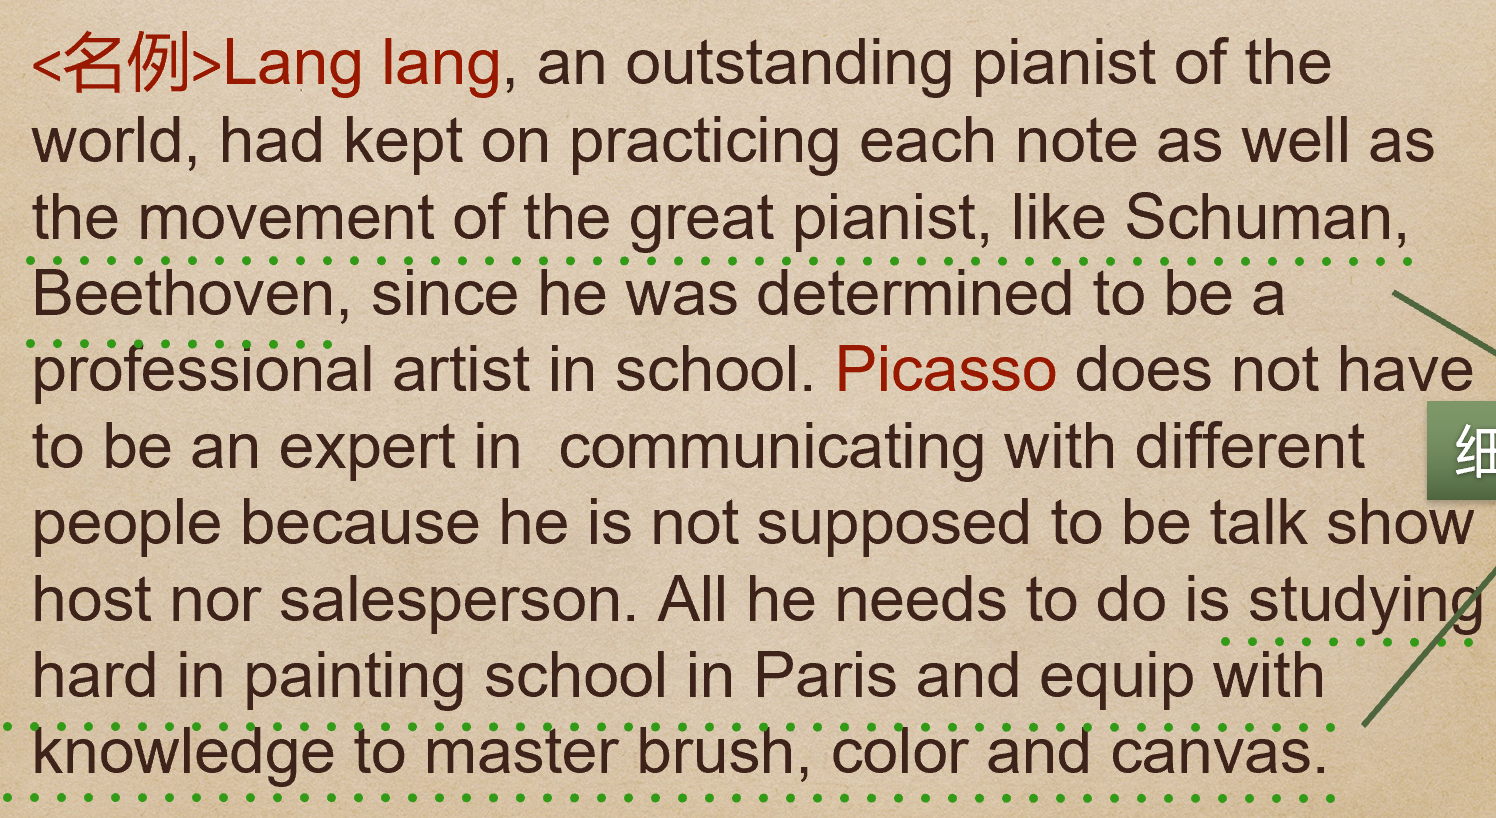 <名例>Lang lang, an outstanding pianist of the
world, had kept on practicing each note as well as
the movement of the great pianist, like Schuman,
Beethoven, since he was determined to be a
professional artist in school. Picasso does not have
to be an expert in communicating with different
细
people because he is not supposed to be talk show
host nor salesperson. All he needs to do is studying
hard in painting school in Paris and equip with
knowledge to master brush, color and canvas.